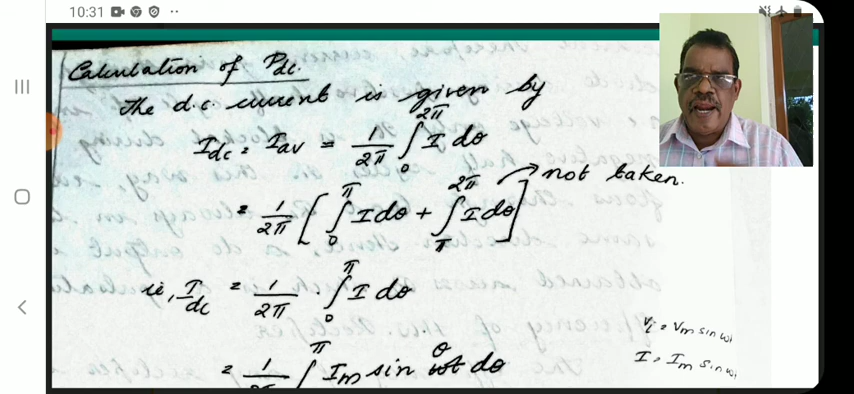 10:31
Calculation of Pdc.
The d.c. current is given by
Idc = Iav = 1/2π ∫₀^2π I dθ
= 1/2π [ ∫₀^π I dθ + ∫π^2π I dθ ] → not taken.
ie, Idc = 1/2π . ∫₀^π I dθ
= 1/2π ∫^π Im sin θ dθ
Vi = Vm sin ωt
I = Im sin ωt